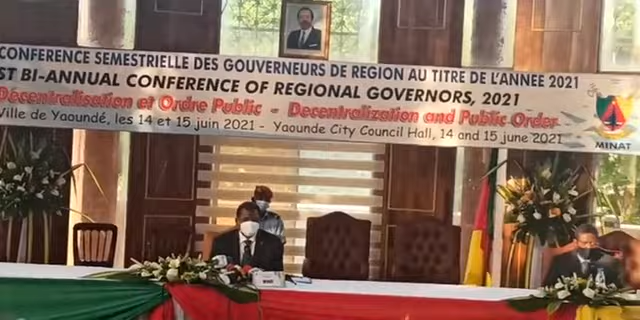 CONFERENCE SEMESTRIELLE DES GOUVERNEURS DE REGION AU TITRE DE L'ANNEE 2021
ST BI-ANNUAL CONFERENCE OF REGIONAL GOVERNORS, 2021
Décentralisation et Ordre Public - Decentralization and Public Order
Ville de Yaoundé, les 14 et 15 juin 2021 - Yaounde City Council Hall, 14 and 15 june 2021
MINAT